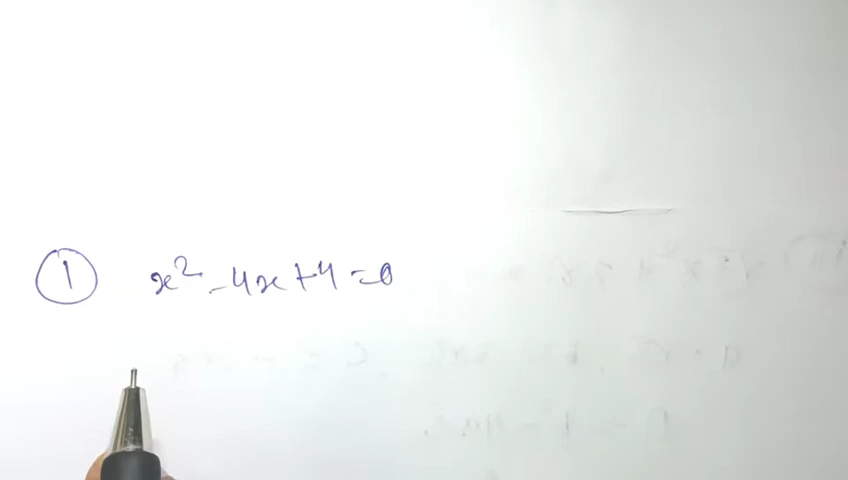 ① x² - 4x + 4 = 0